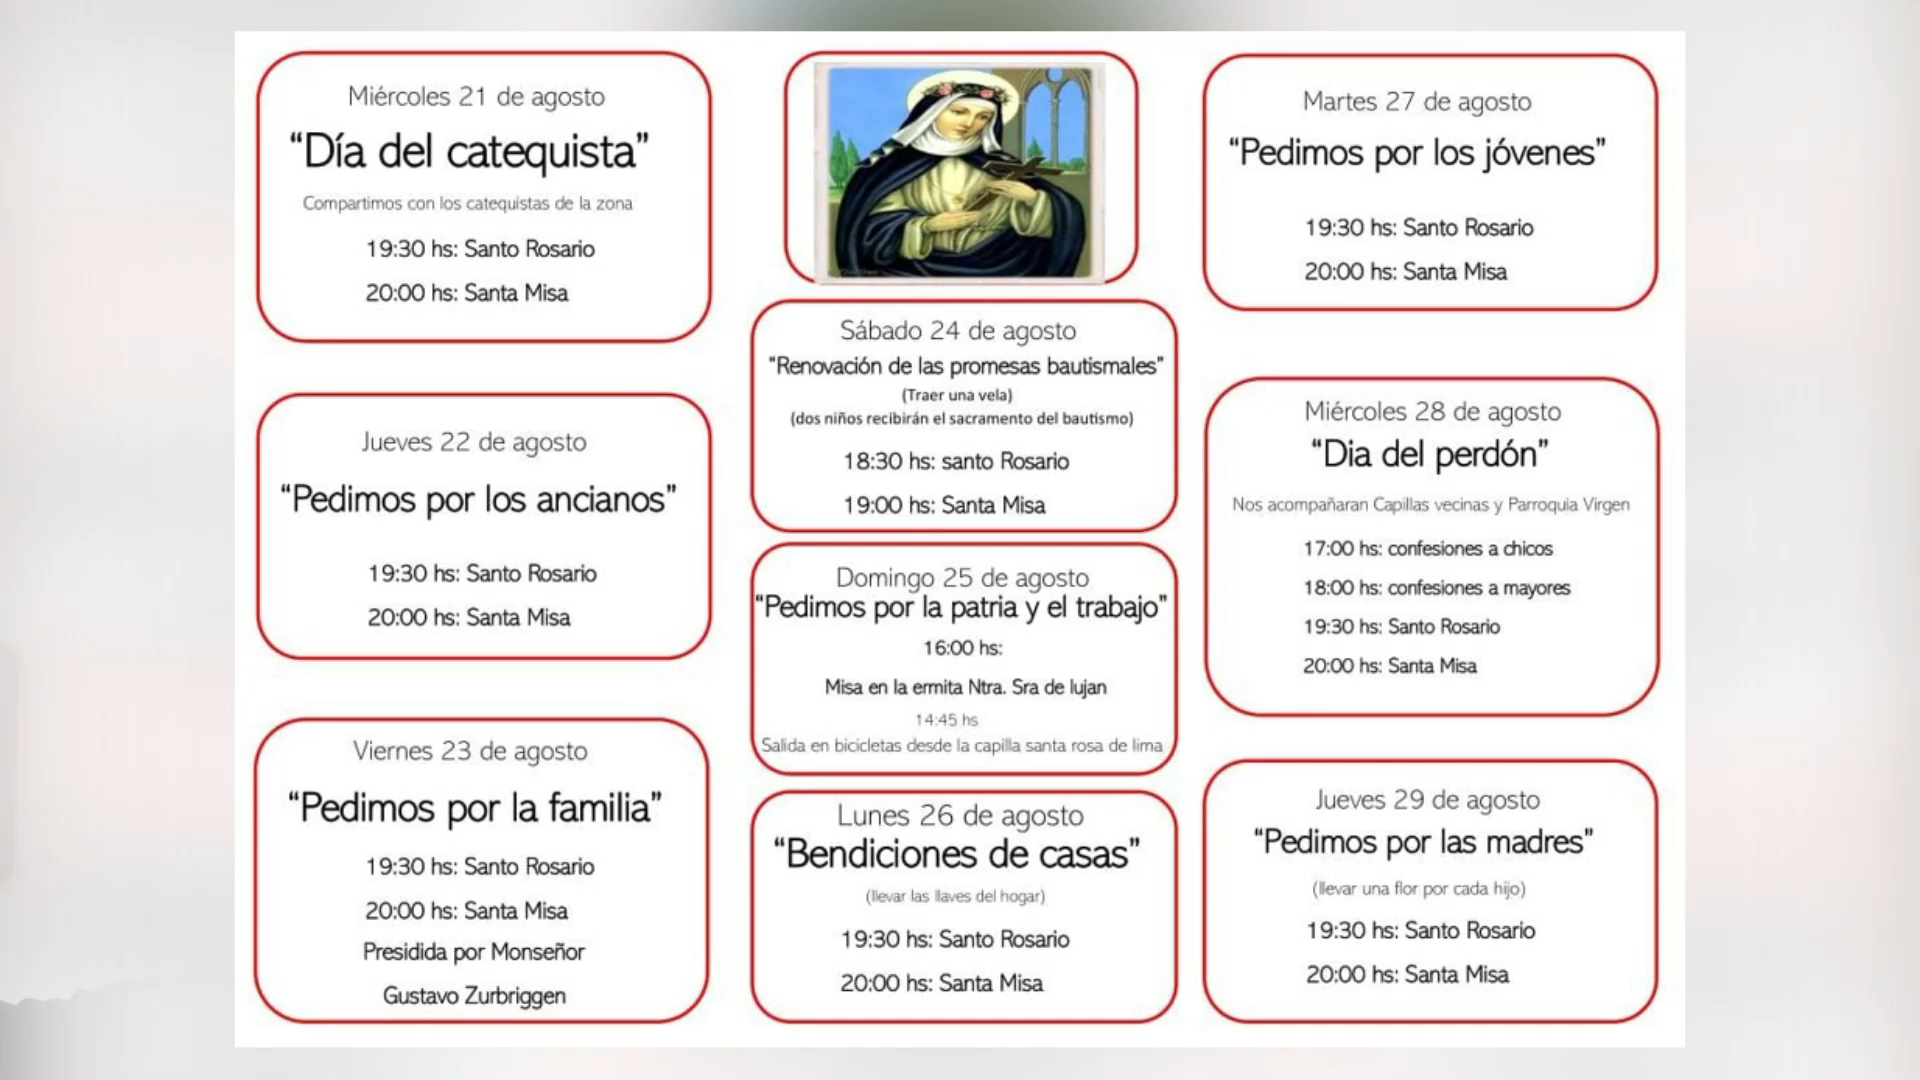 Miércoles 21 de agosto
“Día del catequista”
Compartimos con los catequistas de la zona
19:30 hs: Santo Rosario
20:00 hs: Santa Misa
Jueves 22 de agosto
“Pedimos por los ancianos”
19:30 hs: Santo Rosario
20:00 hs: Santa Misa
Viernes 23 de agosto
“Pedimos por la familia”
19:30 hs: Santo Rosario
20:00 hs: Santa Misa
Presidida por Monseñor
Gustavo Zurbriggen
Sábado 24 de agosto
“Renovación de las promesas bautismales”
(Traer una vela)
(dos niños recibirán el sacramento del bautismo)
18:30 hs: santo Rosario
19:00 hs: Santa Misa
Domingo 25 de agosto
“Pedimos por la patria y el trabajo”
16:00 hs:
Misa en la ermita Ntra. Sra de lujan
14:45 hs
Salida en bicicletas desde la capilla santa rosa de lima
Lunes 26 de agosto
“Bendiciones de casas”
(llevar las llaves del hogar)
19:30 hs: Santo Rosario
20:00 hs: Santa Misa
Martes 27 de agosto
“Pedimos por los jóvenes”
19:30 hs: Santo Rosario
20:00 hs: Santa Misa
Miércoles 28 de agosto
“Dia del perdón”
Nos acompañaran Capillas vecinas y Parroquia Virgen
17:00 hs: confesiones a chicos
18:00 hs: confesiones a mayores
19:30 hs: Santo Rosario
20:00 hs: Santa Misa
Jueves 29 de agosto
“Pedimos por las madres”
(llevar una flor por cada hijo)
19:30 hs: Santo Rosario
20:00 hs: Santa Misa